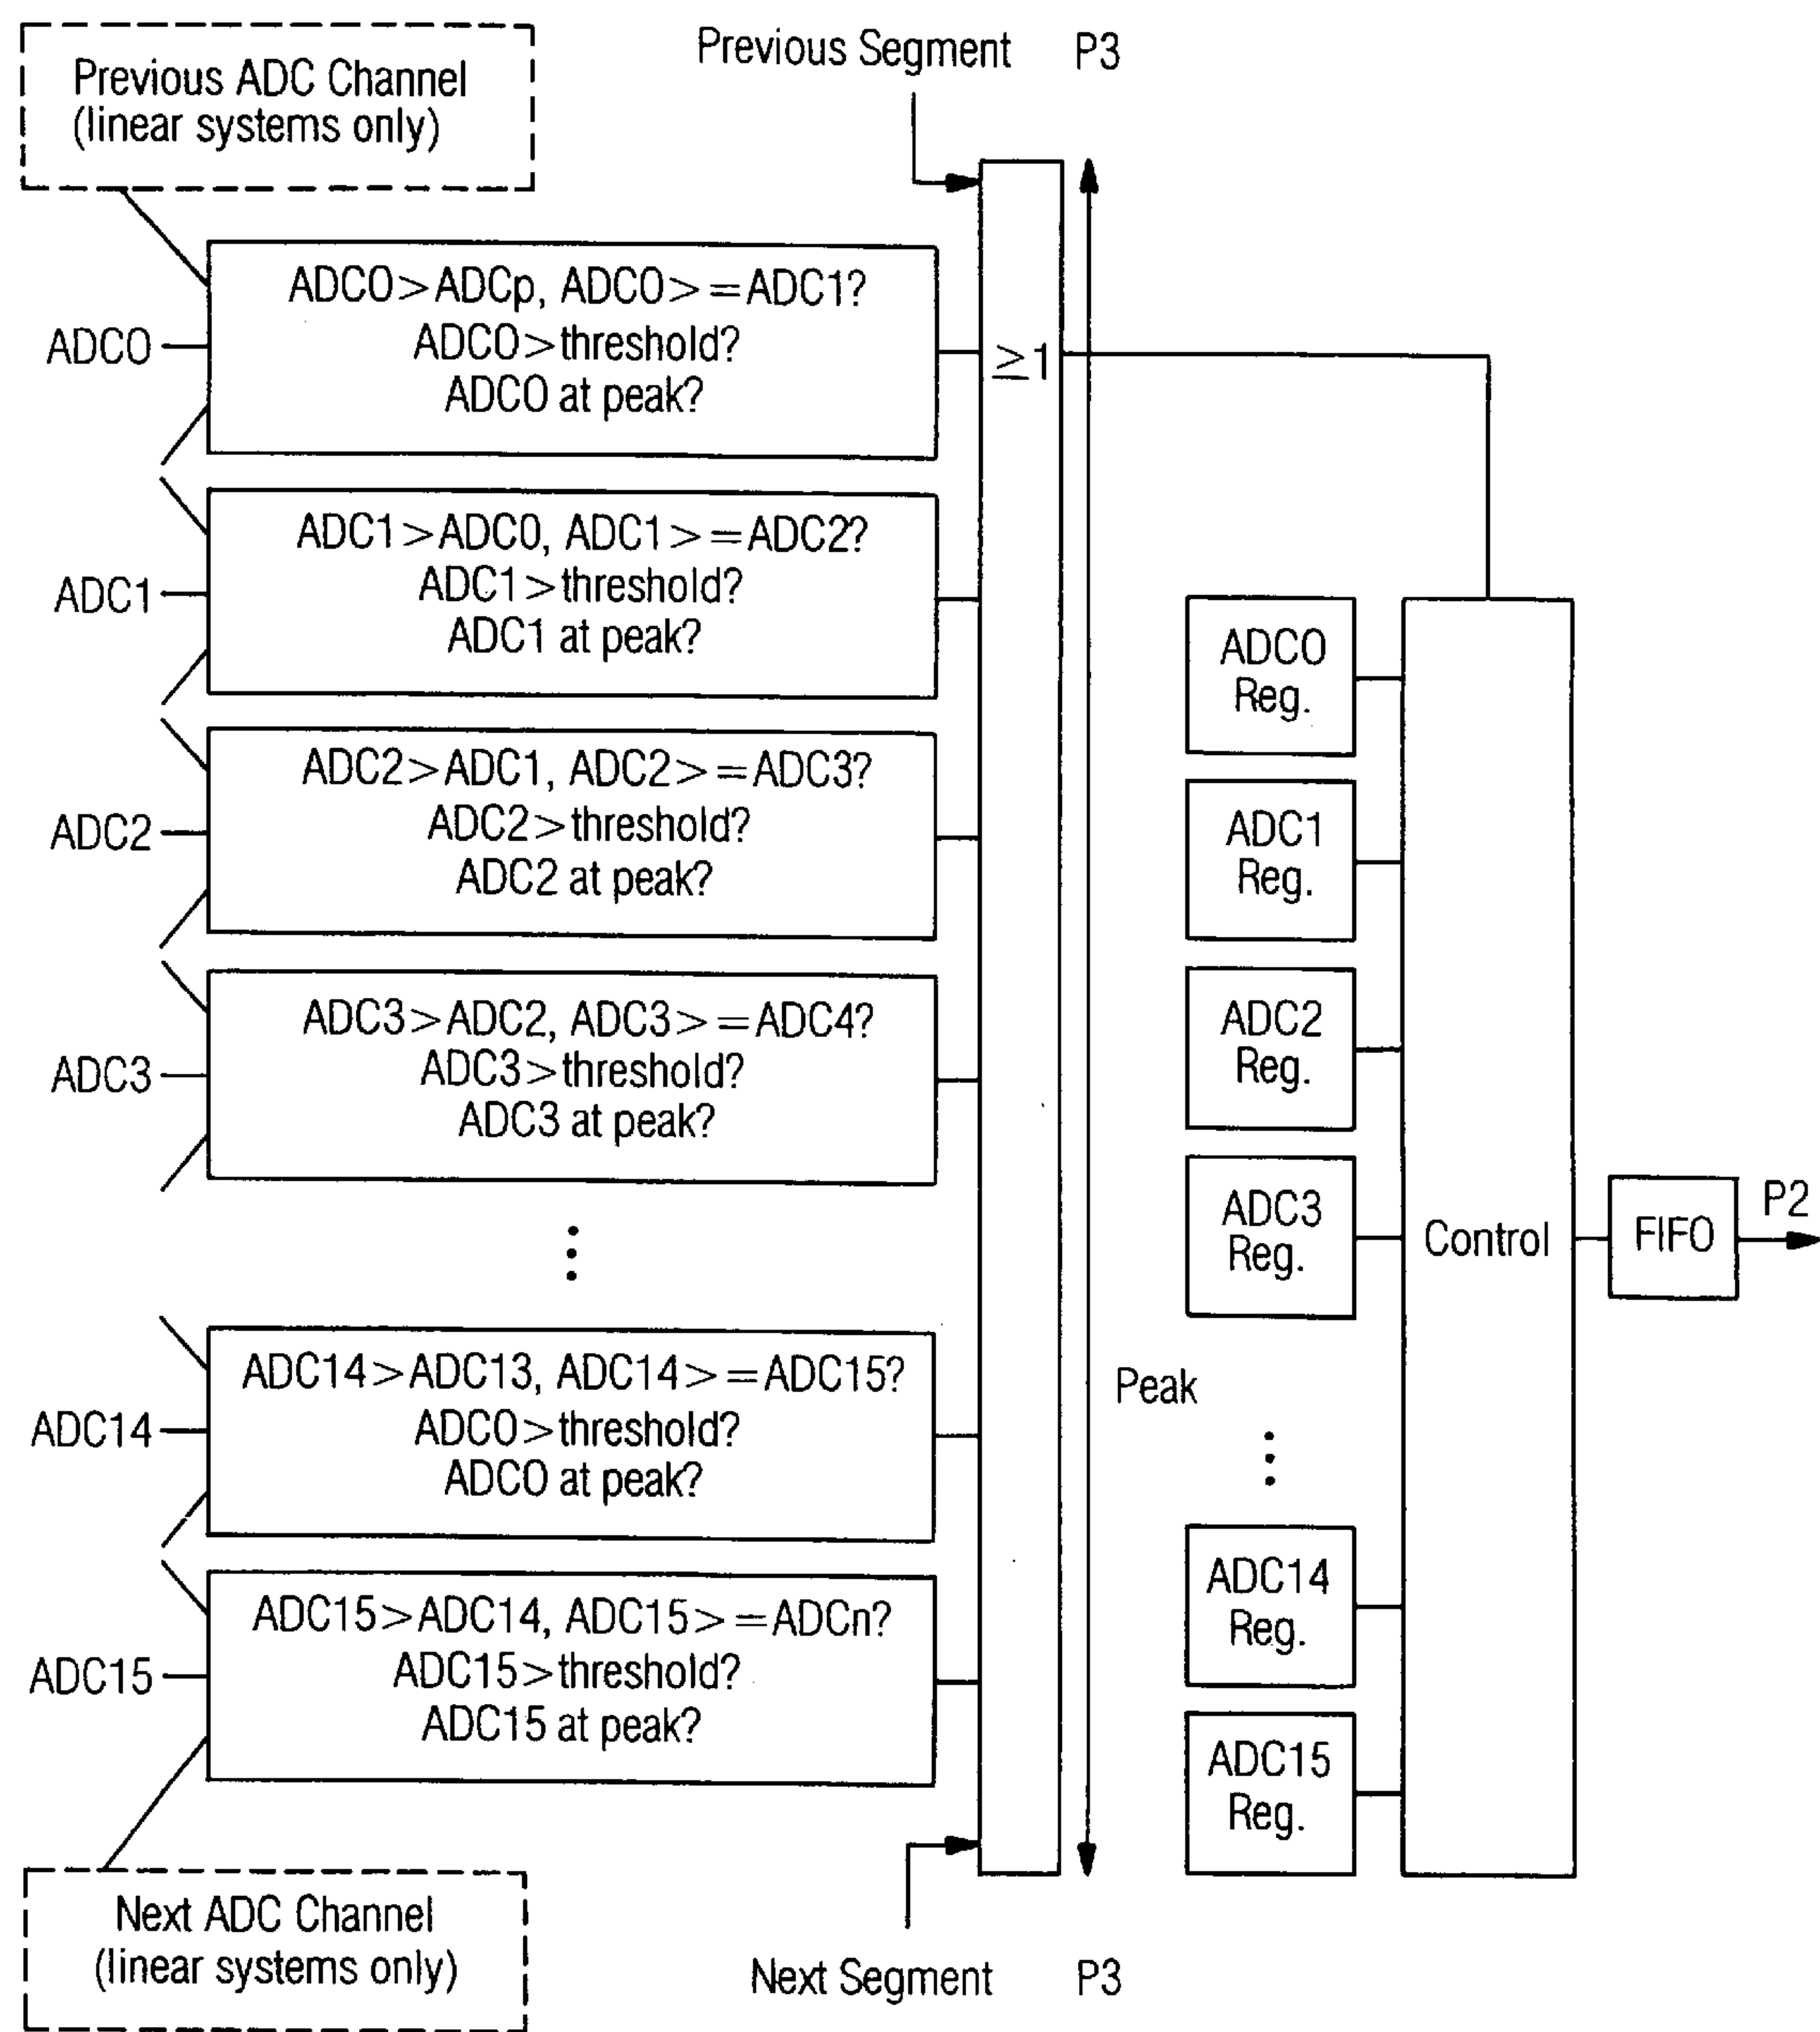 Previous Segment P3
Previous ADC Channel
(linear systems only)
ADC0
ADC0>ADCp, ADC0>=ADC1?
ADC0>threshold?
ADC0 at peak?
≥1
ADC1
ADC1>ADC0, ADC1>=ADC2?
ADC1>threshold?
ADC1 at peak?
ADC2
ADC2>ADC1, ADC2>=ADC3?
ADC2>threshold?
ADC2 at peak?
ADC3
ADC3>ADC2, ADC3>=ADC4?
ADC3>threshold?
ADC3 at peak?
ADC14
ADC14>ADC13, ADC14>=ADC15?
ADC0>threshold?
ADC0 at peak?
ADC15
ADC15>ADC14, ADC15>=ADCn?
ADC15>threshold?
ADC15 at peak?
Next ADC Channel
(linear systems only)
Next Segment P3
Peak
ADC0
Reg.
ADC1
Reg.
ADC2
Reg.
ADC3
Reg.
ADC14
Reg.
ADC15
Reg.
Control
FIFO
P2